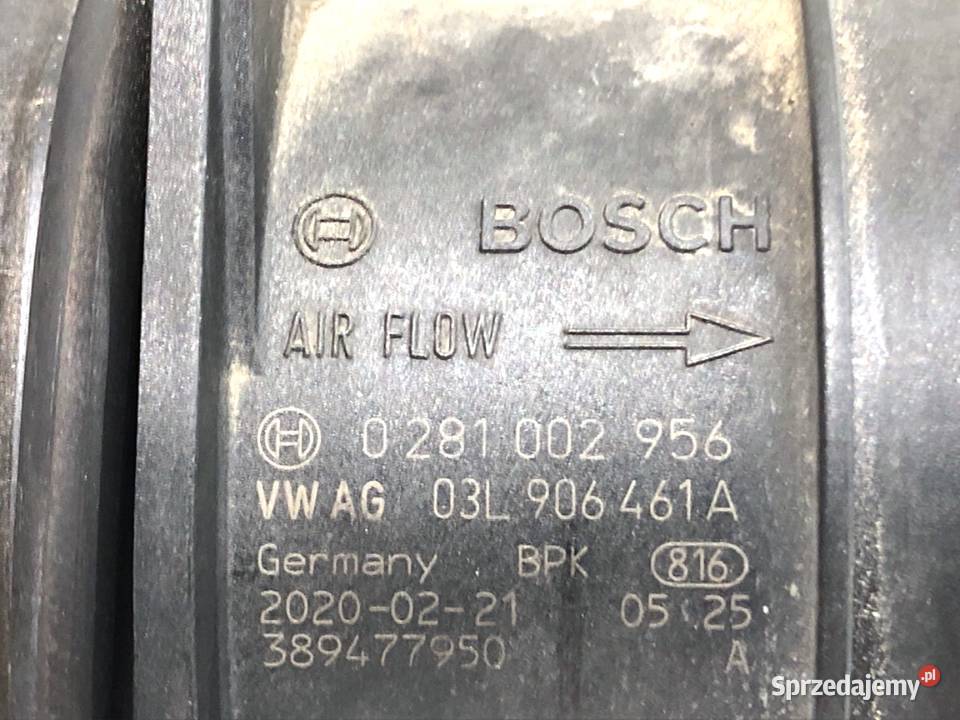 BOSCH
AIR FLOW
0 281 002 956
VW AG 03L 906 461 A
Germany BPK 816
2020-02-21 05:25
389477950 A
Sprzedajemy.pl